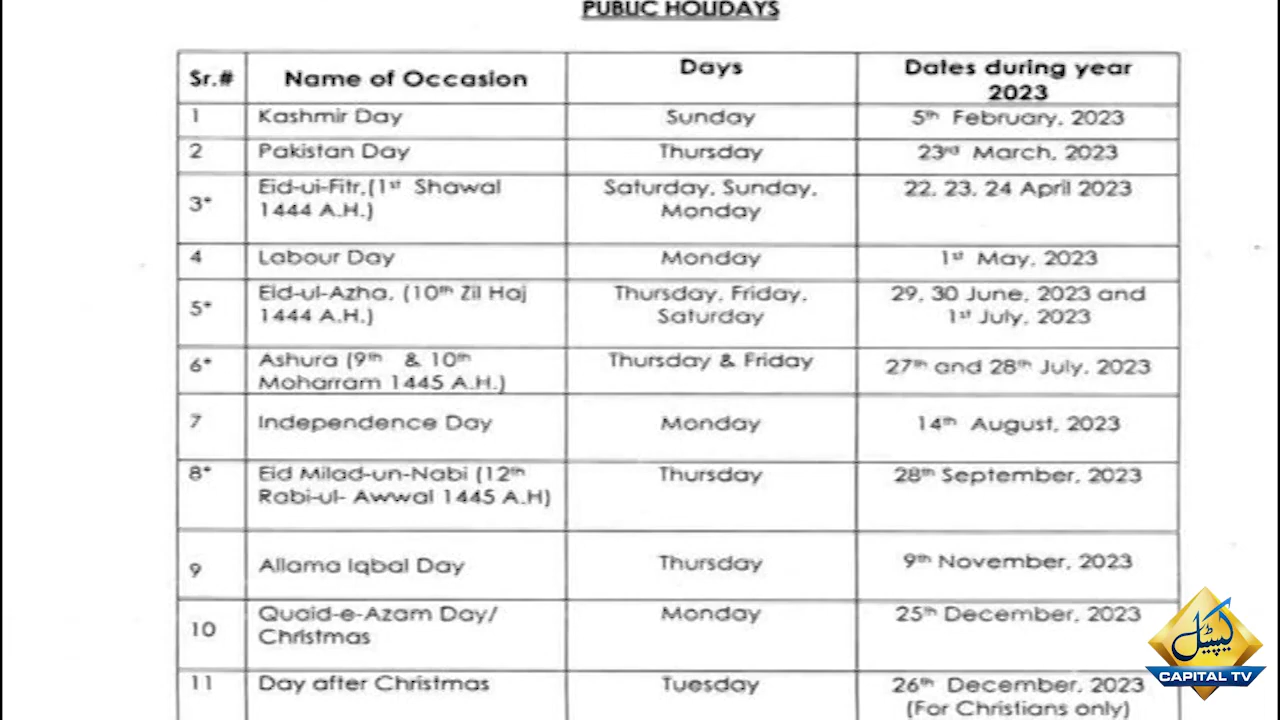 PUBLIC HOLIDAYS
Sr.# Name of Occasion Days Dates during year 2023
1 Kashmir Day Sunday 5th February, 2023
2 Pakistan Day Thursday 23rd March, 2023
3* Eid-ui-Fitr,(1st Shawal Saturday, Sunday, 22, 23, 24 April 2023
1444 A.H.) Monday
4 Labour Day Monday 1st May, 2023
5* Eid-ul-Azha, (10th Zil Haj Thursday, Friday, 29, 30 June, 2023 and
1444 A.H.) Saturday 1st July, 2023
6* Ashura (9th & 10th Thursday & Friday 27th and 28th July, 2023
Moharram 1445 A.H.)
7 Independence Day Monday 14th August, 2023
8* Eid Milad-un-Nabi (12th Thursday 28th September, 2023
Rabi-ul- Awwal 1445 A.H)
9 Allama Iqbal Day Thursday 9th November, 2023
10 Quaid-e-Azam Day/ Monday 25th December, 2023
Christmas
11 Day after Christmas Tuesday 26th December, 2023
(For Christians only)
کیپیٹل
CAPITAL TV